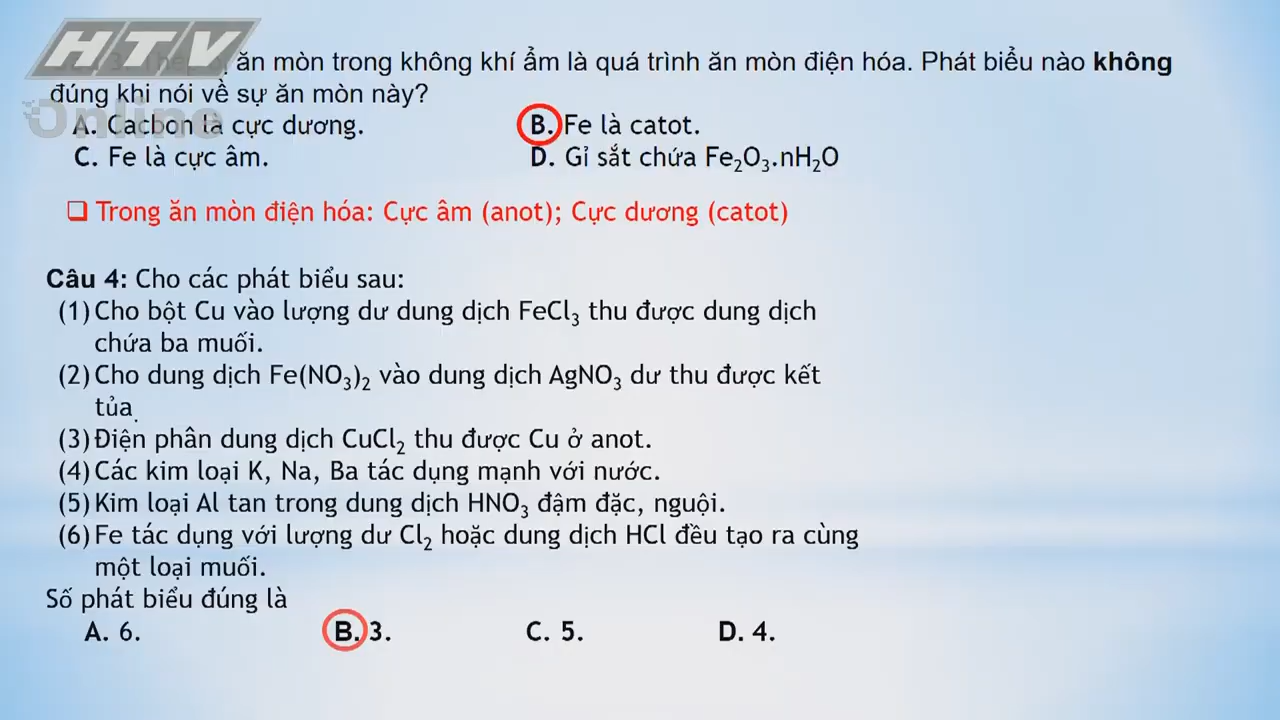 HTV
Online
ăn mòn trong không khí ẩm là quá trình ăn mòn điện hóa. Phát biểu nào không
đúng khi nói về sự ăn mòn này?
A. Cacbon là cực dương. B. Fe là catot.
C. Fe là cực âm. D. Gỉ sắt chứa Fe₂O₃.nH₂O
❑ Trong ăn mòn điện hóa: Cực âm (anot); Cực dương (catot)
Câu 4: Cho các phát biểu sau:
(1) Cho bột Cu vào lượng dư dung dịch FeCl₃ thu được dung dịch
chứa ba muối.
(2) Cho dung dịch Fe(NO₃)₂ vào dung dịch AgNO₃ dư thu được kết
tủa.
(3) Điện phân dung dịch CuCl₂ thu được Cu ở anot.
(4) Các kim loại K, Na, Ba tác dụng mạnh với nước.
(5) Kim loại Al tan trong dung dịch HNO₃ đậm đặc, nguội.
(6) Fe tác dụng với lượng dư Cl₂ hoặc dung dịch HCl đều tạo ra cùng
một loại muối.
Số phát biểu đúng là
A. 6. B. 3. C. 5. D. 4.